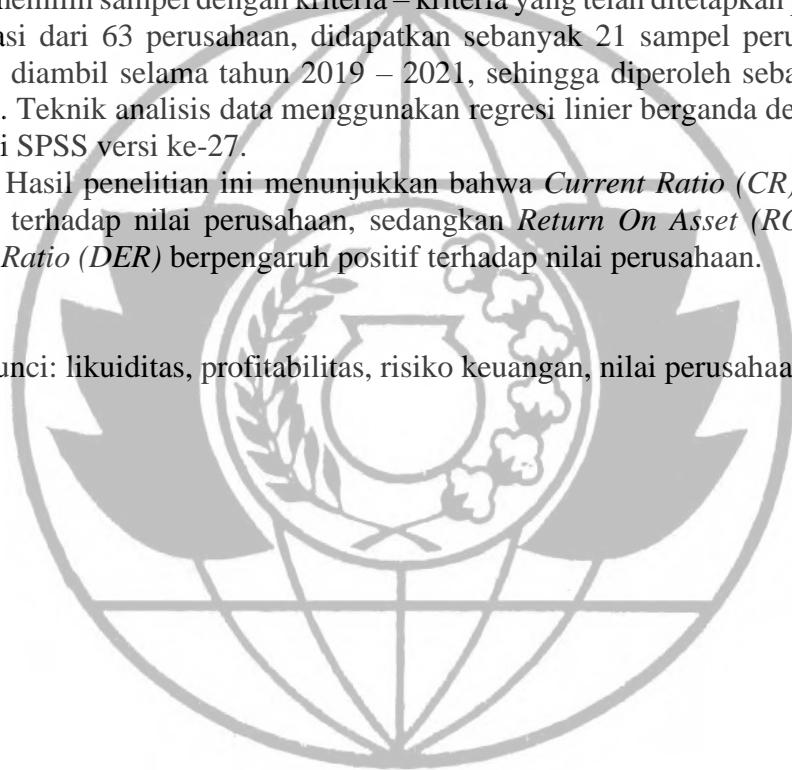 memilih sampel dengan kriteria – kriteria yang telah ditetapkan
asi dari 63 perusahaan, didapatkan sebanyak 21 sampel peru
diambil selama tahun 2019 – 2021, sehingga diperoleh seba
. Teknik analisis data menggunakan regresi linier berganda de
i SPSS versi ke-27.
Hasil penelitian ini menunjukkan bahwa Current Ratio (CR)
terhadap nilai perusahaan, sedangkan Return On Asset (RO
Ratio (DER) berpengaruh positif terhadap nilai perusahaan.
unci: likuiditas, profitabilitas, risiko keuangan, nilai perusahaa